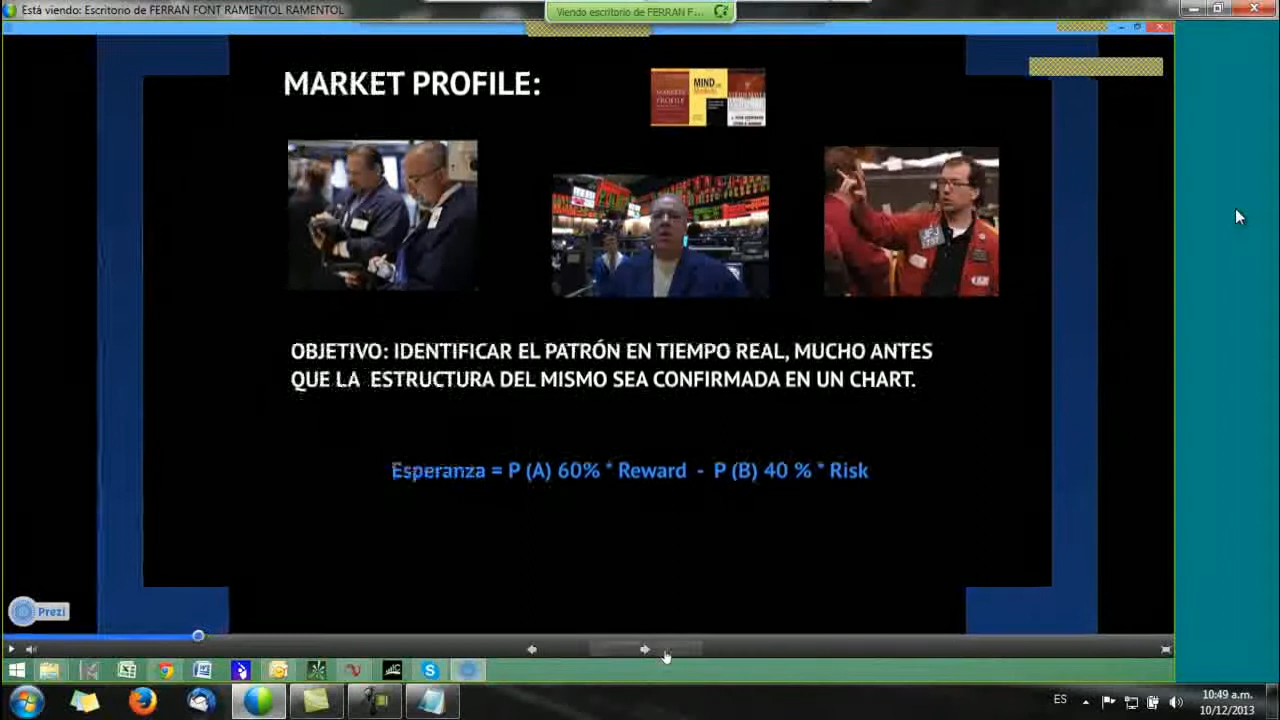 Está viendo: Escritorio de FERRAN FONT RAMENTOL RAMENTOL
Viendo escritorio de FERRAN F...
MARKET PROFILE:
MIND
OBJETIVO: IDENTIFICAR EL PATRÓN EN TIEMPO REAL, MUCHO ANTES
QUE LA ESTRUCTURA DEL MISMO SEA CONFIRMADA EN UN CHART.
Esperanza = P (A) 60% * Reward - P (B) 40 % * Risk
Prezi
ES
10:49 a.m.
10/12/2013